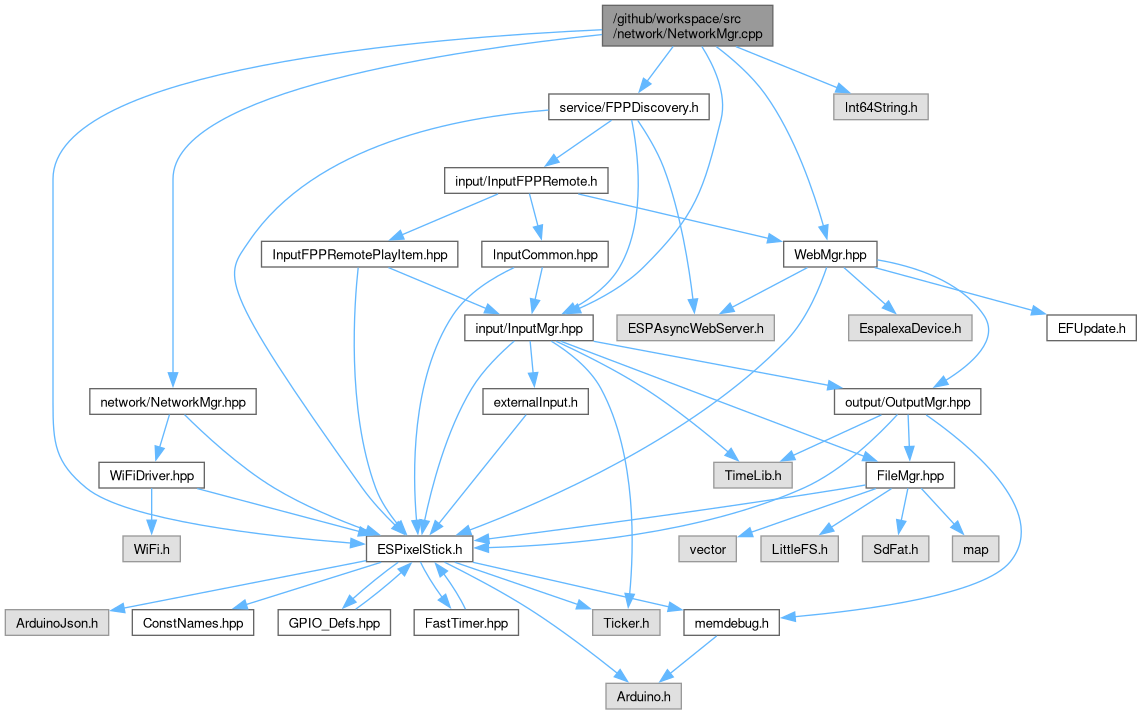 /github/workspace/src
/network/NetworkMgr.cpp
service/FPPDiscovery.h
Int64String.h
input/InputFPPRemote.h
InputFPPRemotePlayItem.hpp
InputCommon.hpp
WebMgr.hpp
input/InputMgr.hpp
ESPAsyncWebServer.h
EspalexaDevice.h
EFUpdate.h
network/NetworkMgr.hpp
externalInput.h
output/OutputMgr.hpp
WiFiDriver.hpp
TimeLib.h
FileMgr.hpp
WiFi.h
ESPixelStick.h
vector
LittleFS.h
SdFat.h
map
ArduinoJson.h
ConstNames.hpp
GPIO_Defs.hpp
FastTimer.hpp
Ticker.h
memdebug.h
Arduino.h